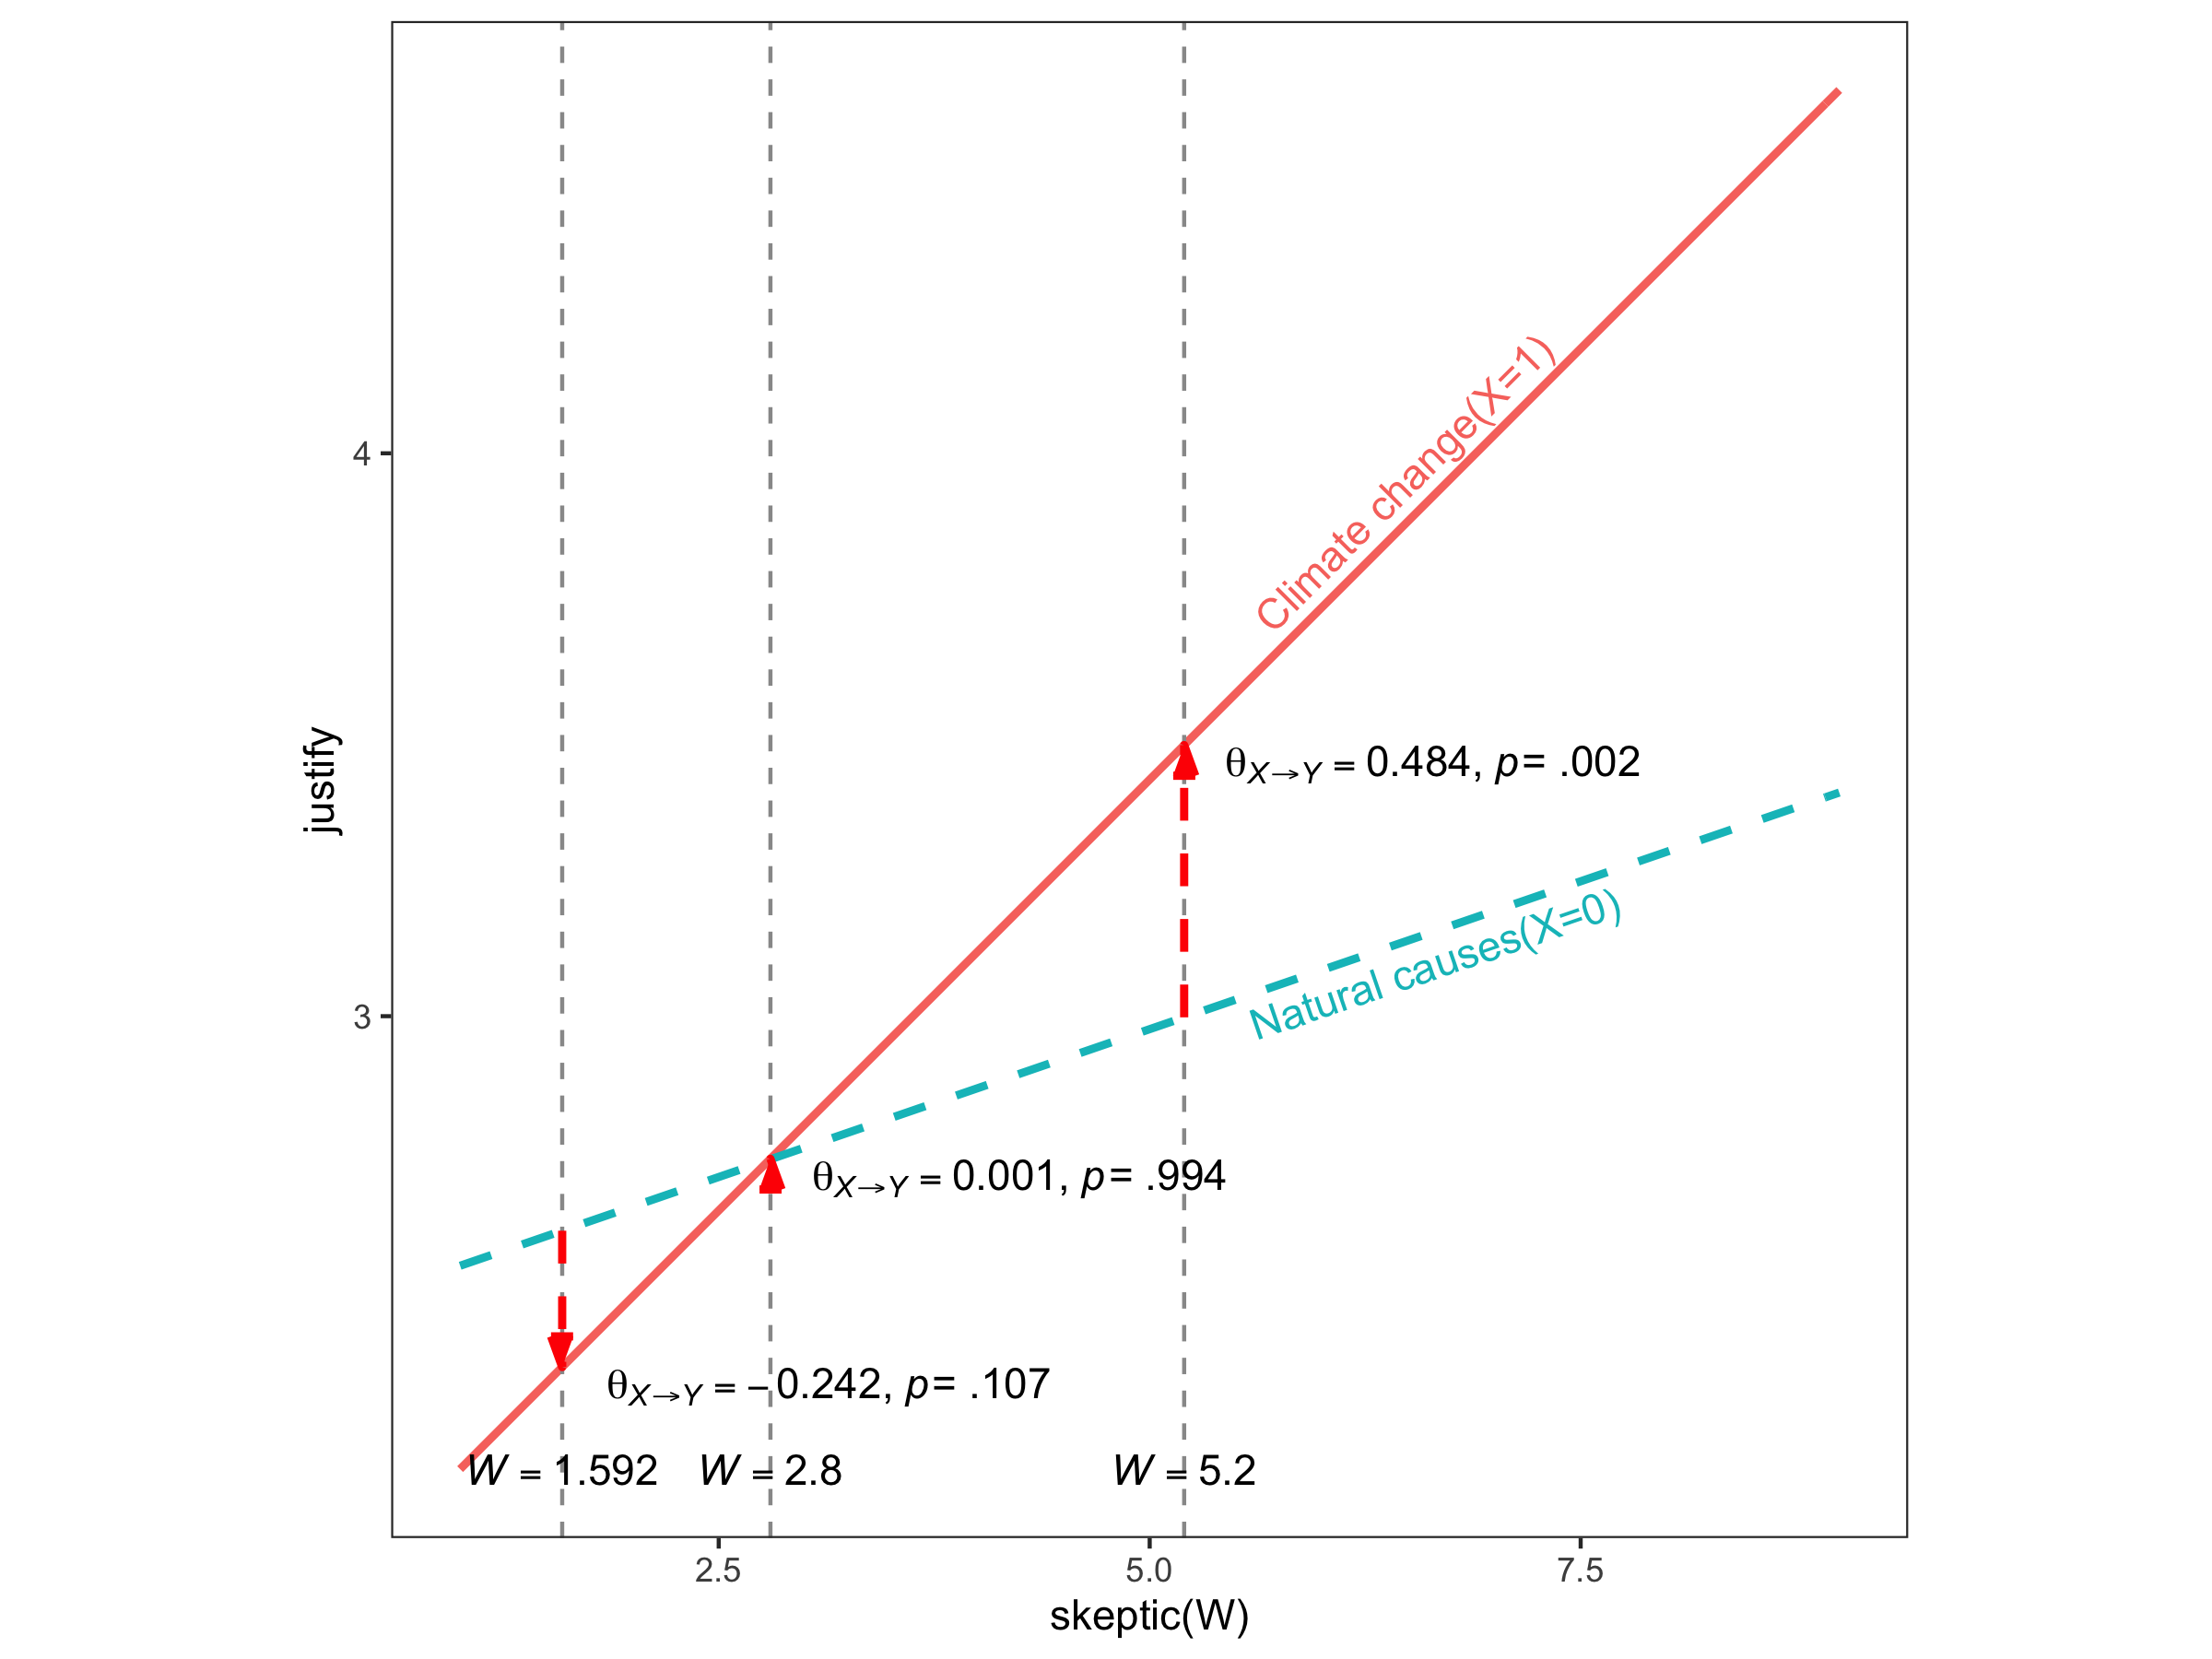 4
3
justify
Climate change(X=1)
θX→Y = 0.484, p= .002
Natural causes(X=0)
θX→Y = 0.001, p= .994
θX→Y = −0.242, p= .107
W = 1.592 W = 2.8 W = 5.2
2.5 5.0 7.5
skeptic(W)